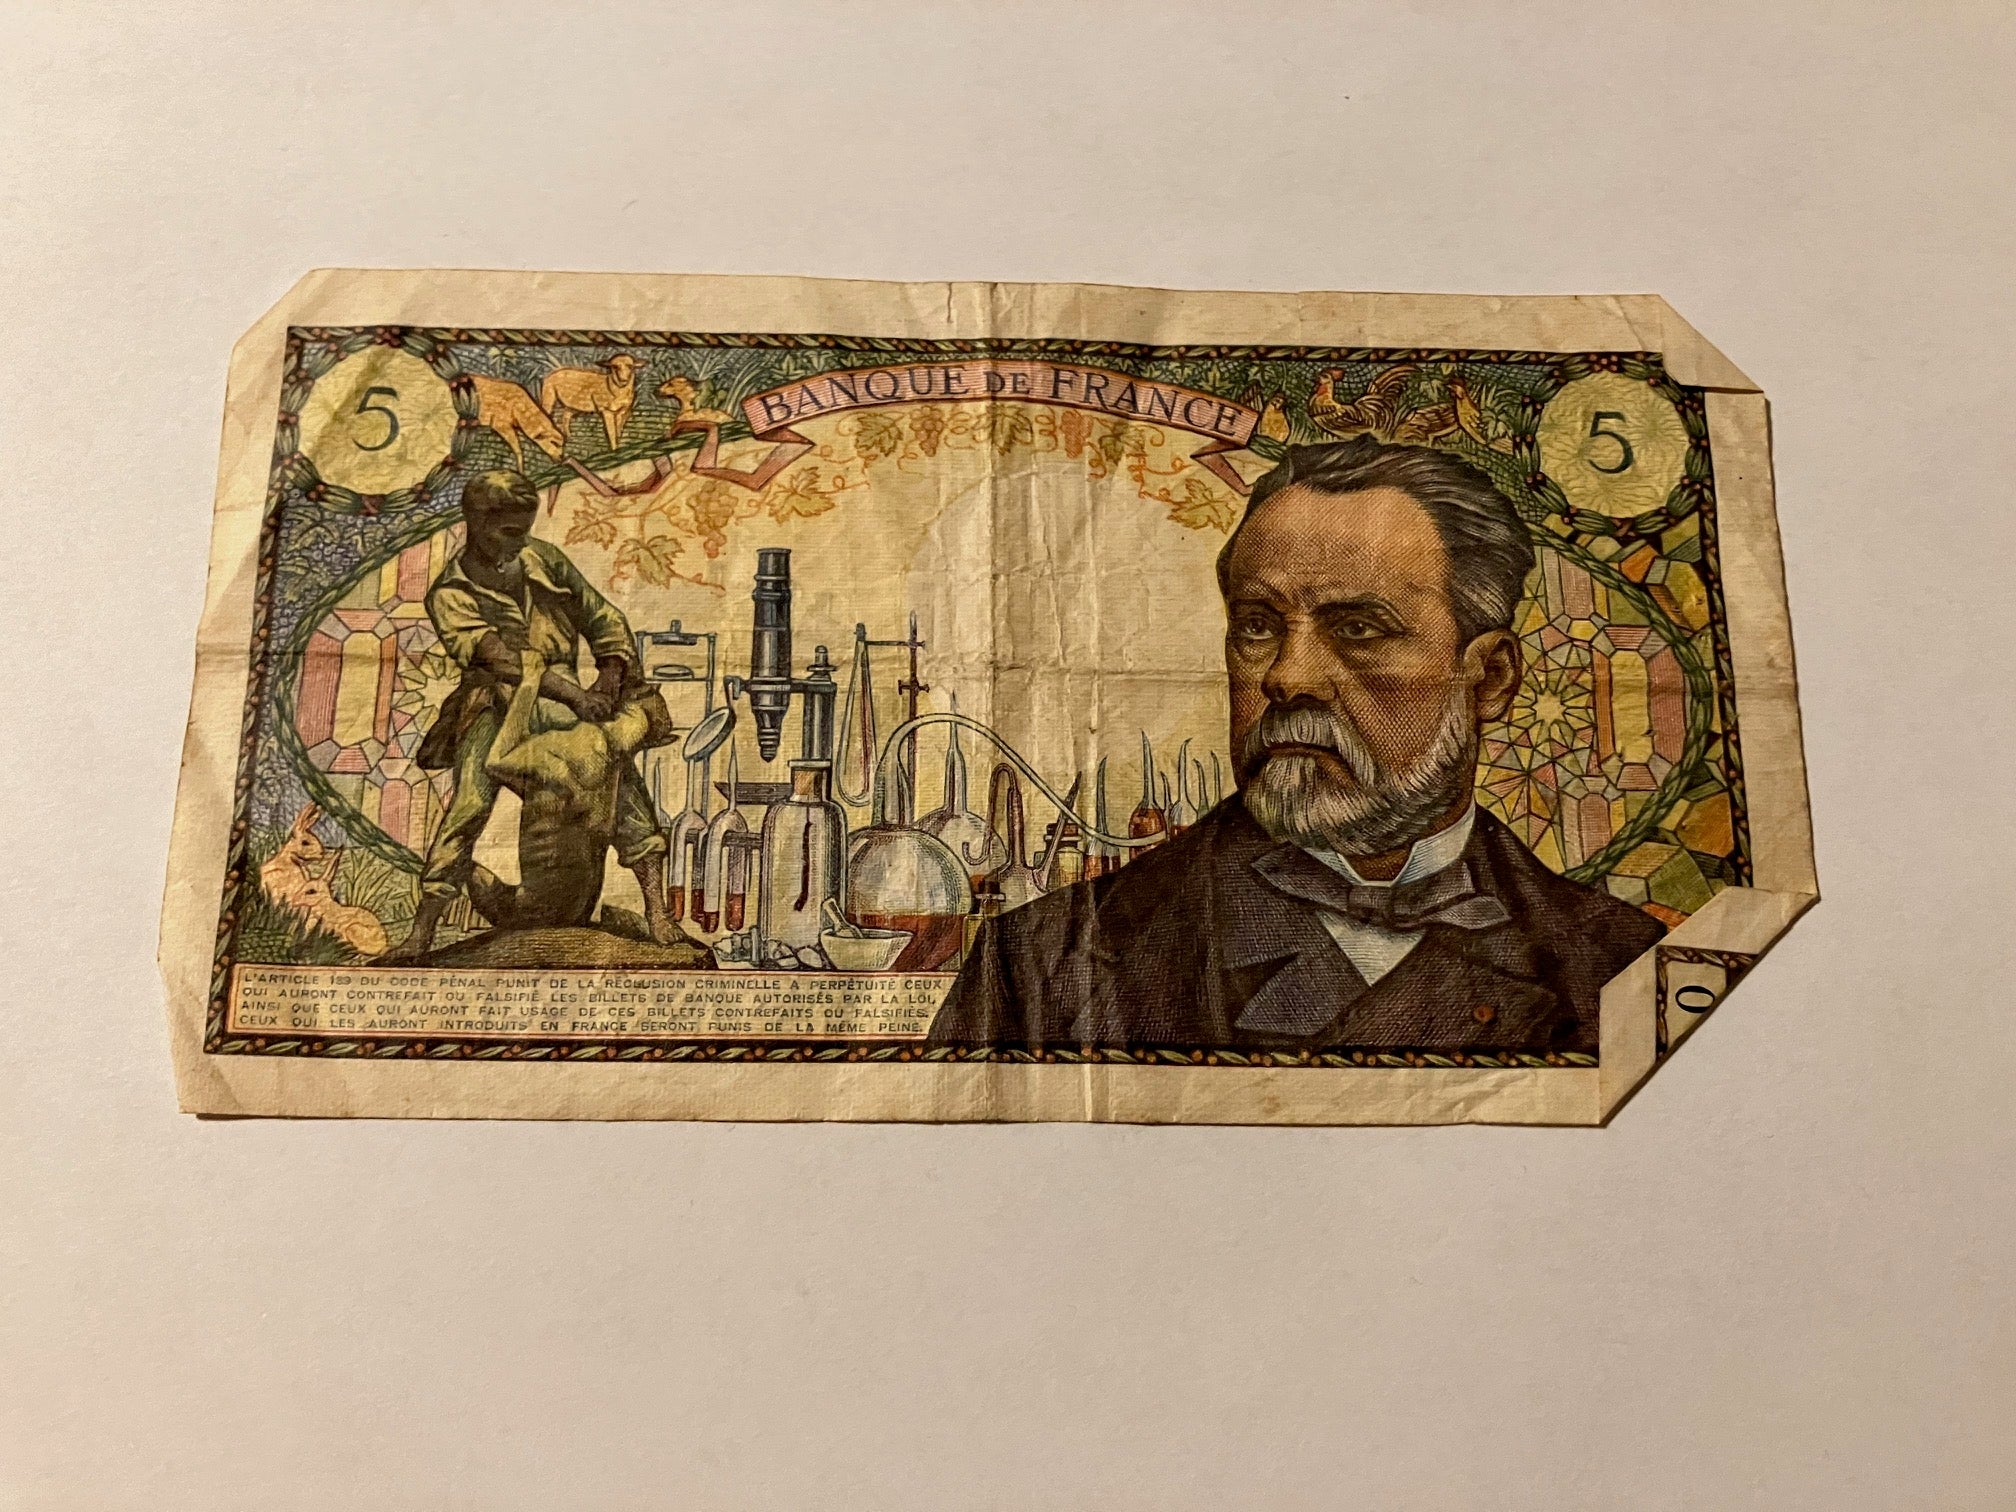 5
BANQUE DE FRANCE
5
L'ARTICLE 139 DU CODE PÉNAL PUNIT DE LA RÉCLUSION CRIMINELLE A PERPÉTUITÉ CEUX
QUI AURONT CONTREFAIT OU FALSIFIÉ LES BILLETS DE BANQUE AUTORISÉS PAR LA LOI,
AINSI QUE CEUX QUI AURONT FAIT USAGE DE CES BILLETS CONTREFAITS OU FALSIFIÉS.
CEUX QUI LES AURONT INTRODUITS EN FRANCE SERONT PUNIS DE LA MÊME PEINE.
0